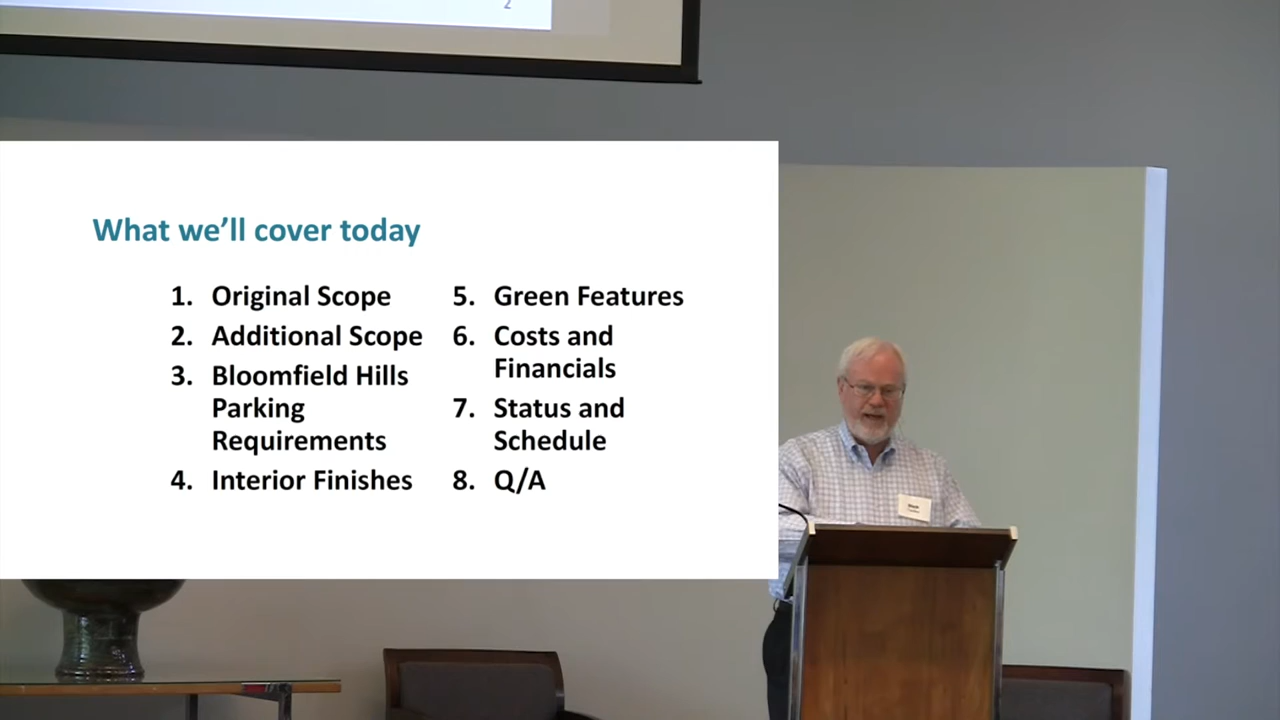 2
What we'll cover today
1. Original Scope
2. Additional Scope
3. Bloomfield Hills
Parking
Requirements
4. Interior Finishes
5. Green Features
6. Costs and
Financials
7. Status and
Schedule
8. Q/A